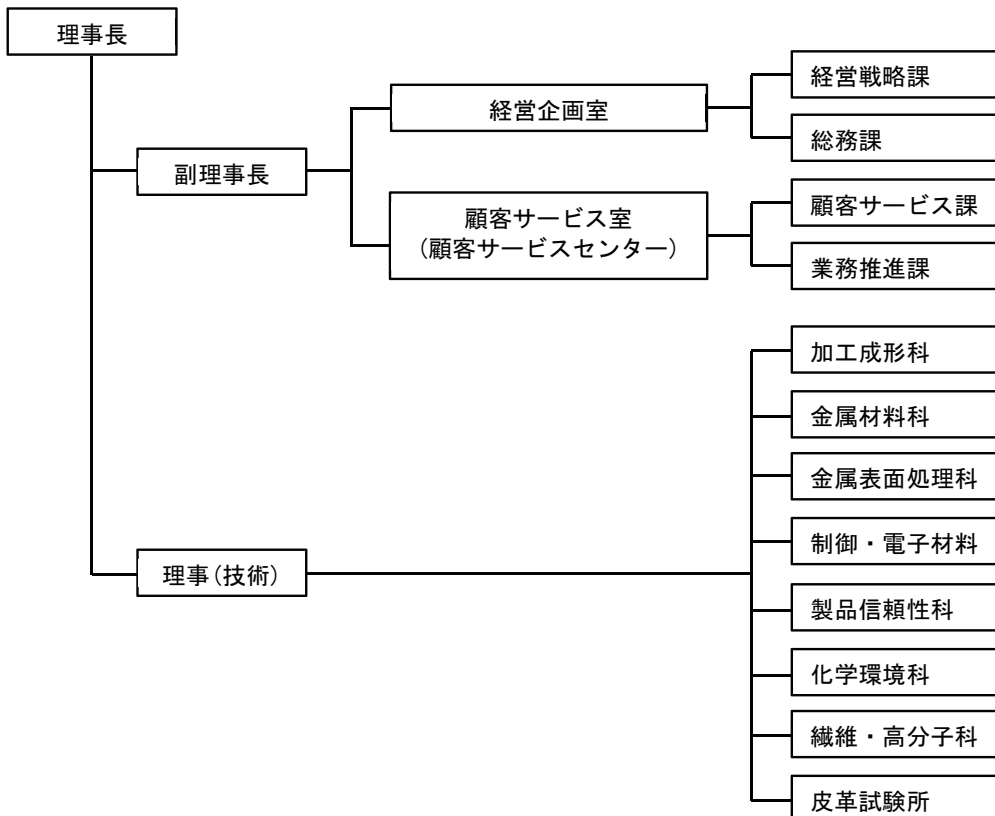 理事長
副理事長
経営企画室
経営戦略課
総務課
顧客サービス室
(顧客サービスセンター)
顧客サービス課
業務推進課
理事(技術)
加工成形科
金属材料科
金属表面処理科
制御・電子材料
製品信頼性科
化学環境科
繊維・高分子科
皮革試験所